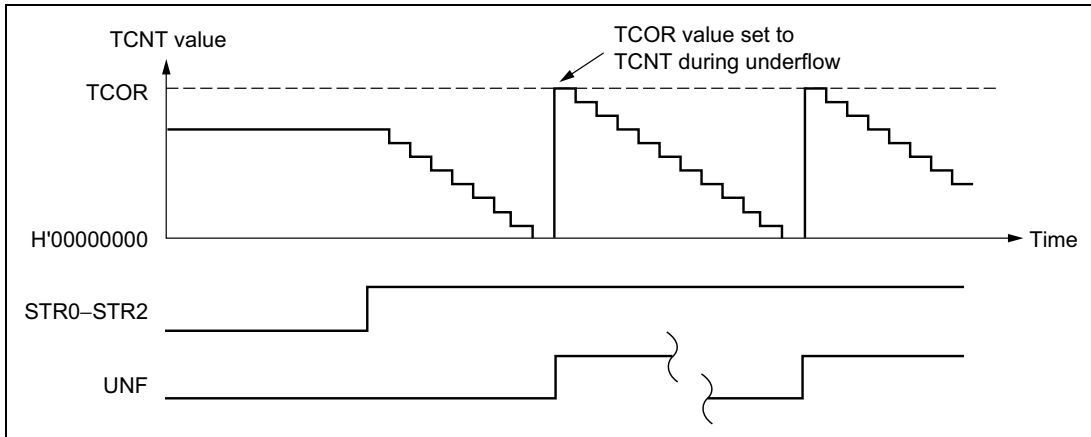 TCNT value
TCOR value set to
TCNT during underflow
TCOR
H'00000000
Time
STR0–STR2
UNF